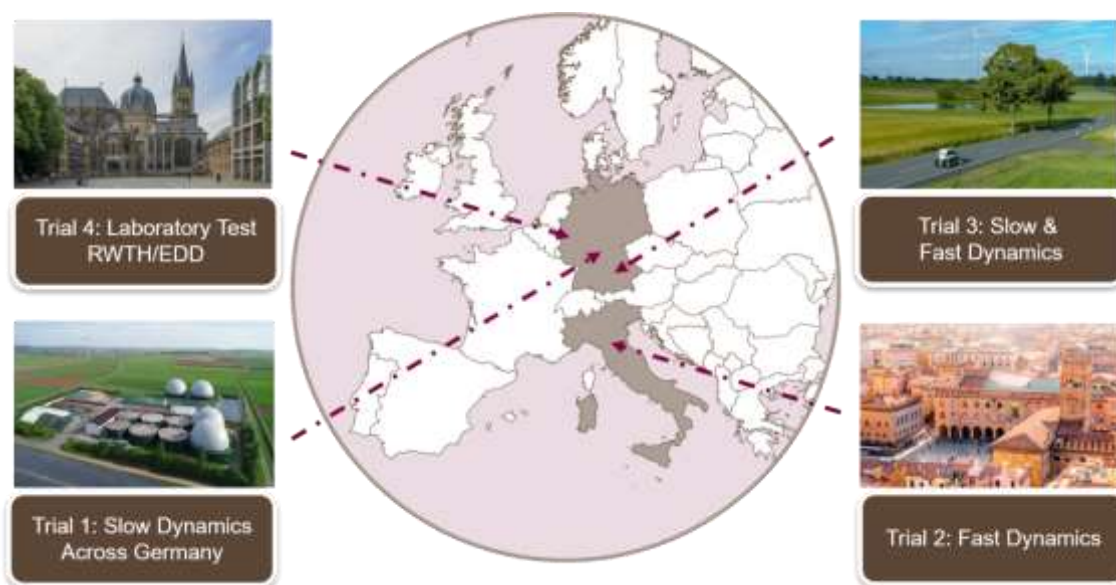 Trial 4: Laboratory Test
RWTH/EDD
Trial 3: Slow &
Fast Dynamics
Trial 1: Slow Dynamics
Across Germany
Trial 2: Fast Dynamics